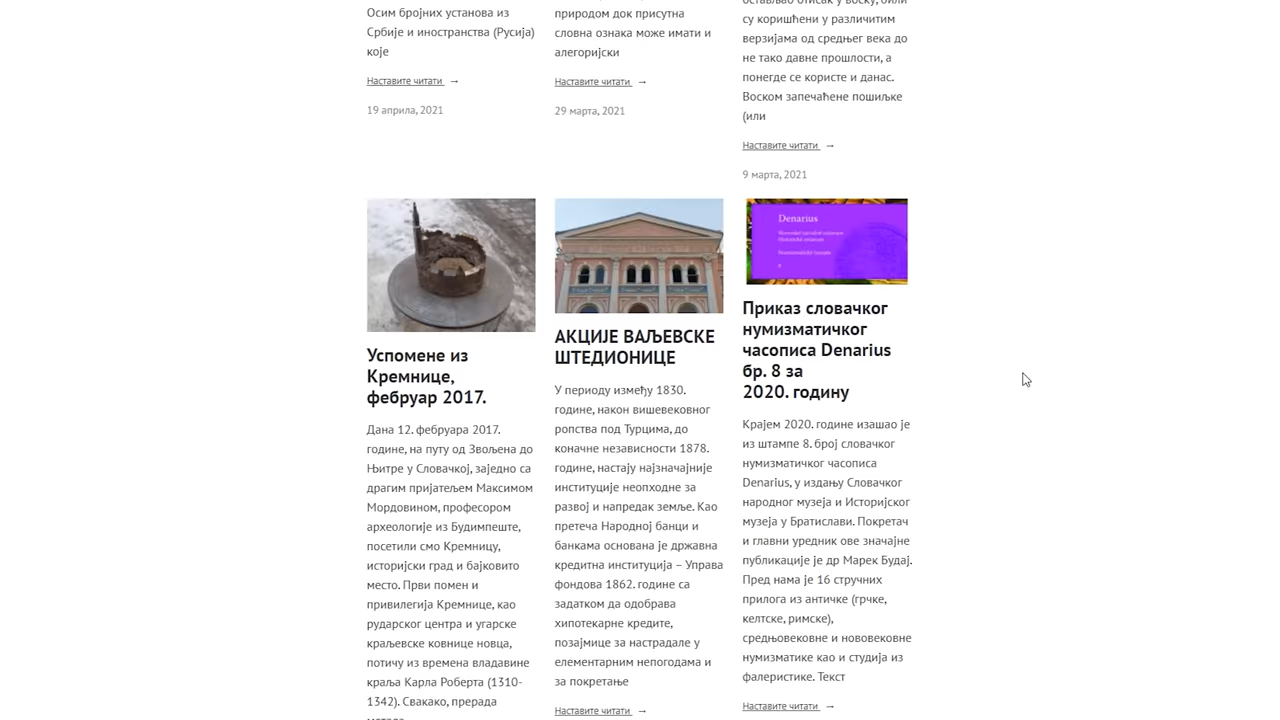 Осим бројних установа из
Србије и иностранства (Русија)
које
Наставите читати →
19 априла, 2021
природом док присутна
словна ознака може имати и
алегоријски
Наставите читати →
29 марта, 2021
остављао отисак у воску, били
су коришћени у различитим
верзијама од средњег века до
не тако давне прошлости, а
понегде се користе и данас.
Воском запечаћене пошиљке
(или
Наставите читати →
9 марта, 2021
Успомене из
Кремнице,
фебруар 2017.
Дана 12. фебруара 2017.
године, на путу од Звољена до
Њитре у Словачкој, заједно са
драгим пријатељем Максимом
Мордовином, професором
археологије из Будимпеште,
посетили смо Кремницу,
историјски град и бајковито
место. Први помен и
привилегија Кремнице, као
рударског центра и угарске
краљевске ковнице новца,
потичу из времена владавине
краља Карла Роберта (1310-
1342). Свакако, прерада
АКЦИЈЕ ВАЉЕВСКЕ
ШТЕДИОНИЦЕ
У периоду између 1830.
године, након вишевековног
ропства под Турцима, до
коначне независности 1878.
године, настају најзначајније
институције неопходне за
развој и напредак земље. Као
претеча Народној банци и
банкама основана је државна
кредитна институција – Управа
фондова 1862. године са
задатком да одобрава
хипотекарне кредите,
позајмице за настрадале у
елементарним непогодама и
за покретање
Наставите читати →
Denarius
Приказ словачког
нумизматичког
часописа Denarius
бр. 8 за
2020. годину
Крајем 2020. године изашао је
из штампе 8. број словачког
нумизматичког часописа
Denarius, у издању Словачког
народног музеја и Историјског
музеја у Братислави. Покретач
и главни уредник ове значајне
публикације је др Марек Будај.
Пред нама је 16 стручних
прилога из античке (грчке,
келтске, римске),
средњовековне и нововековне
нумизматике као и студија из
фалеристике. Текст
Наставите читати →